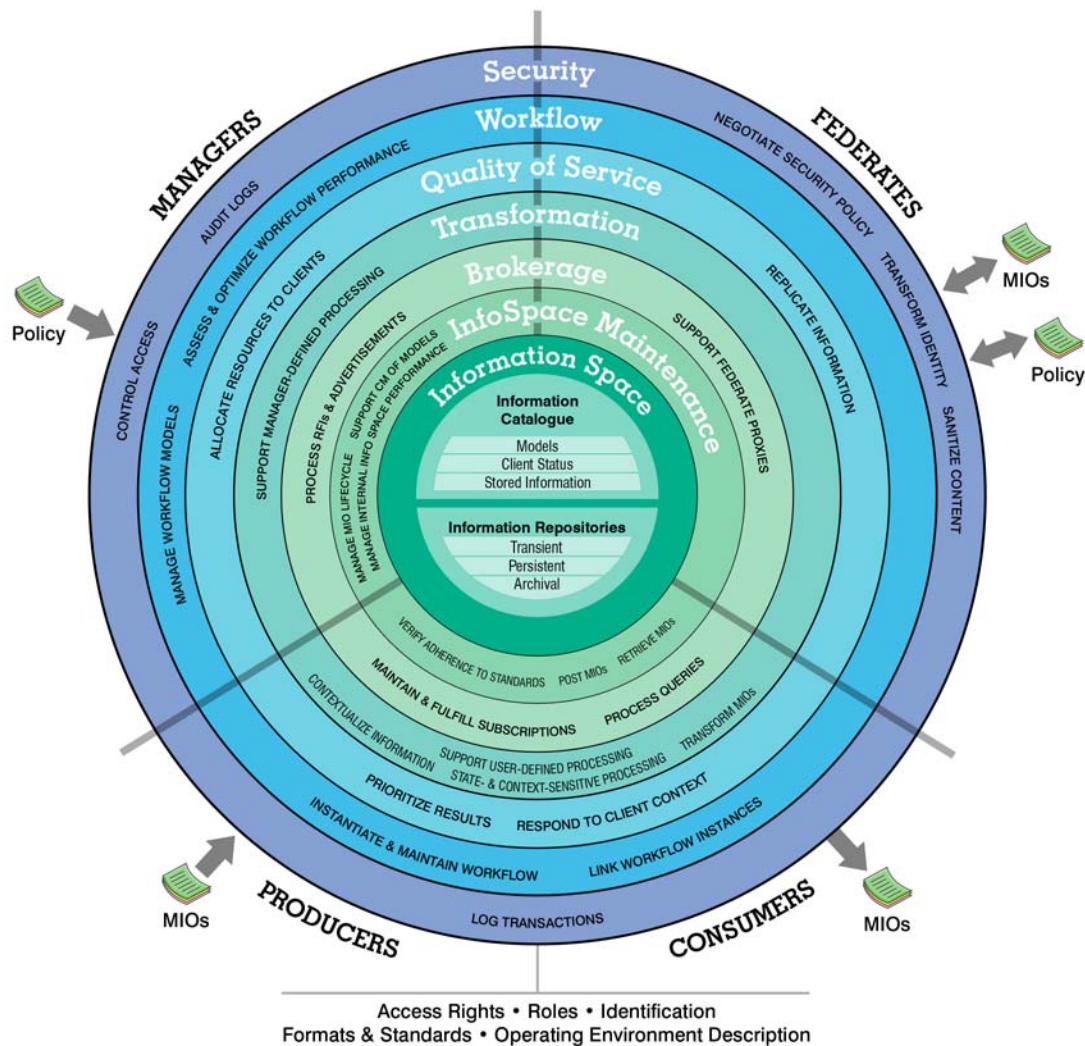 Security
Workflow
Quality of Service
Transformation
Brokerage
InfoSpace Maintenance
Information Space
Information
Catalogue
Models
Client Status
Stored Information
Information Repositories
Transient
Persistent
Archival
MANAGERS
Policy
CONTROL ACCESS
AUDIT LOGS
MANAGE WORKFLOW MODELS
ASSESS & OPTIMIZE WORKFLOW PERFORMANCE
ALLOCATE RESOURCES TO CLIENTS
SUPPORT MANAGER-DEFINED PROCESSING
PROCESS RFIs & ADVERTISEMENTS
MANAGE MIO LIFECYCLE
SUPPORT CM OF MODELS
MANAGE INTERNAL INFO SPACE PERFORMANCE
FEDERATES
MIOs
Policy
NEGOTIATE SECURITY POLICY
TRANSFORM IDENTITY
SANITIZE CONTENT
REPLICATE INFORMATION
SUPPORT FEDERATE PROXIES
VERIFY ADHERENCE TO STANDARDS
POST MIOs
RETRIEVE MIOs
MAINTAIN & FULFILL SUBSCRIPTIONS
PROCESS QUERIES
CONTEXTUALIZE INFORMATION
SUPPORT USER-DEFINED PROCESSING
STATE- & CONTEXT-SENSITIVE PROCESSING
TRANSFORM MIOs
PRIORITIZE RESULTS
RESPOND TO CLIENT CONTEXT
INSTANTIATE & MAINTAIN WORKFLOW
LINK WORKFLOW INSTANCES
LOG TRANSACTIONS
MIOs
PRODUCERS
CONSUMERS
MIOs
Access Rights • Roles • Identification
Formats & Standards • Operating Environment Description